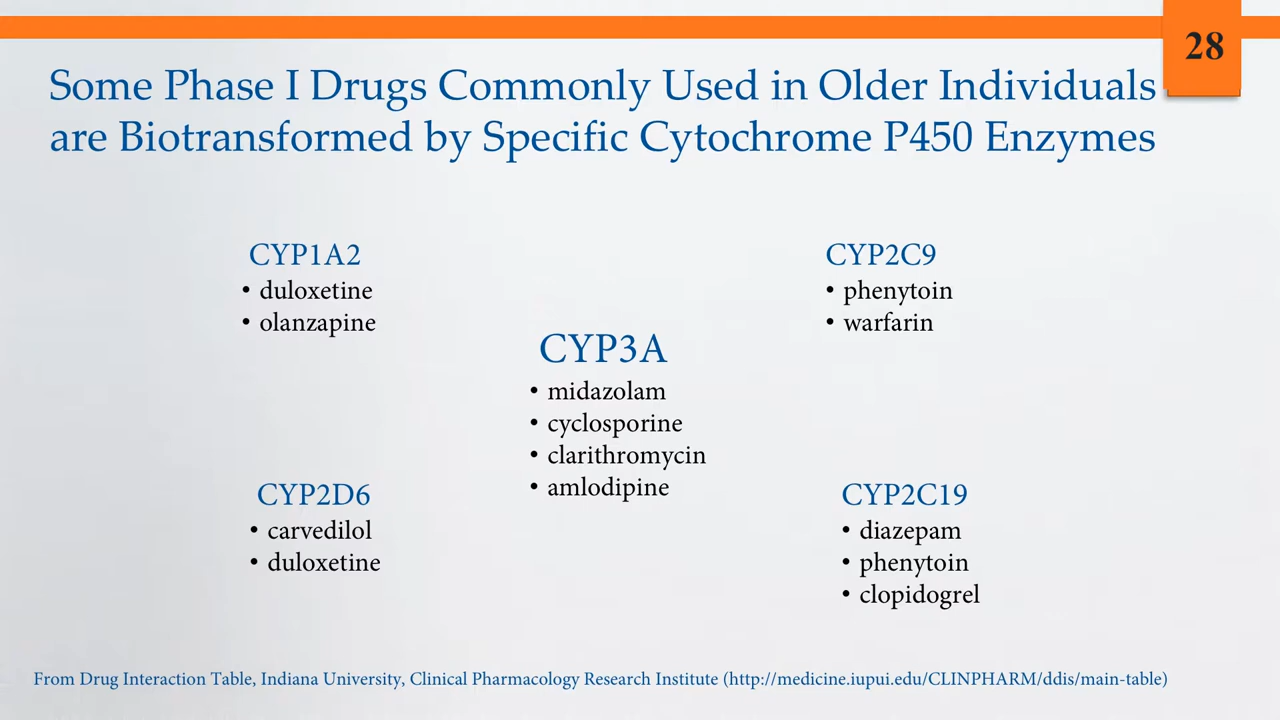 28
Some Phase I Drugs Commonly Used in Older Individuals
are Biotransformed by Specific Cytochrome P450 Enzymes
CYP1A2
• duloxetine
• olanzapine
CYP2C9
• phenytoin
• warfarin
CYP3A
• midazolam
• cyclosporine
• clarithromycin
• amlodipine
CYP2D6
• carvedilol
• duloxetine
CYP2C19
• diazepam
• phenytoin
• clopidogrel
From Drug Interaction Table, Indiana University, Clinical Pharmacology Research Institute (http://medicine.iupui.edu/CLINPHARM/ddis/main-table)